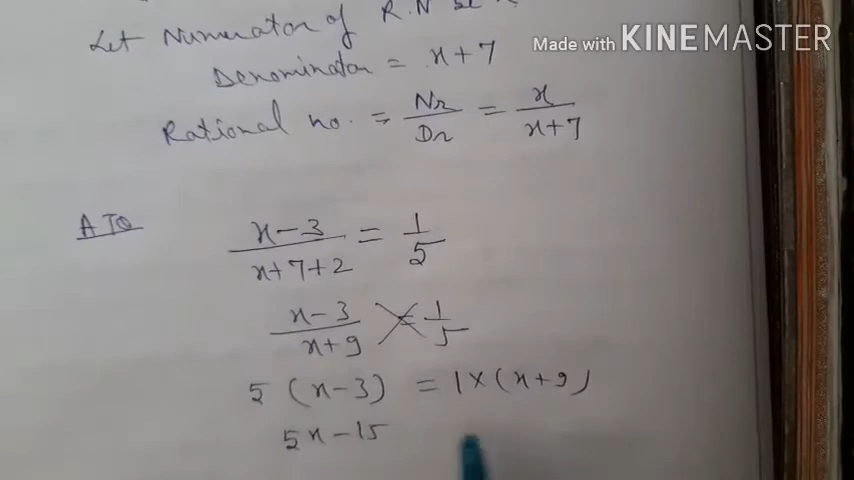 Let Numerator of R.N be
Made with KINEMASTER
Denominator = x+7
Rational no. = Nr/Dr = x/x+7
ATQ
x-3/x+7+2 = 1/5
x-3/x+9 = 1/5
5 (x-3) = 1×(x+9)
5x-15